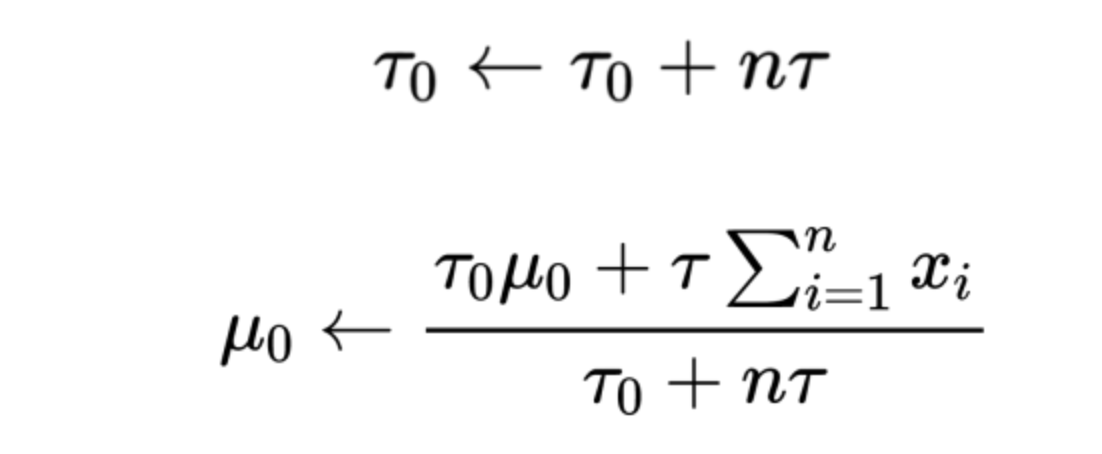 τ₀ ← τ₀ + nτ
μ₀ ← (τ₀μ₀ + τ ∑ᵢ₌₁ⁿ xᵢ) / (τ₀ + nτ)